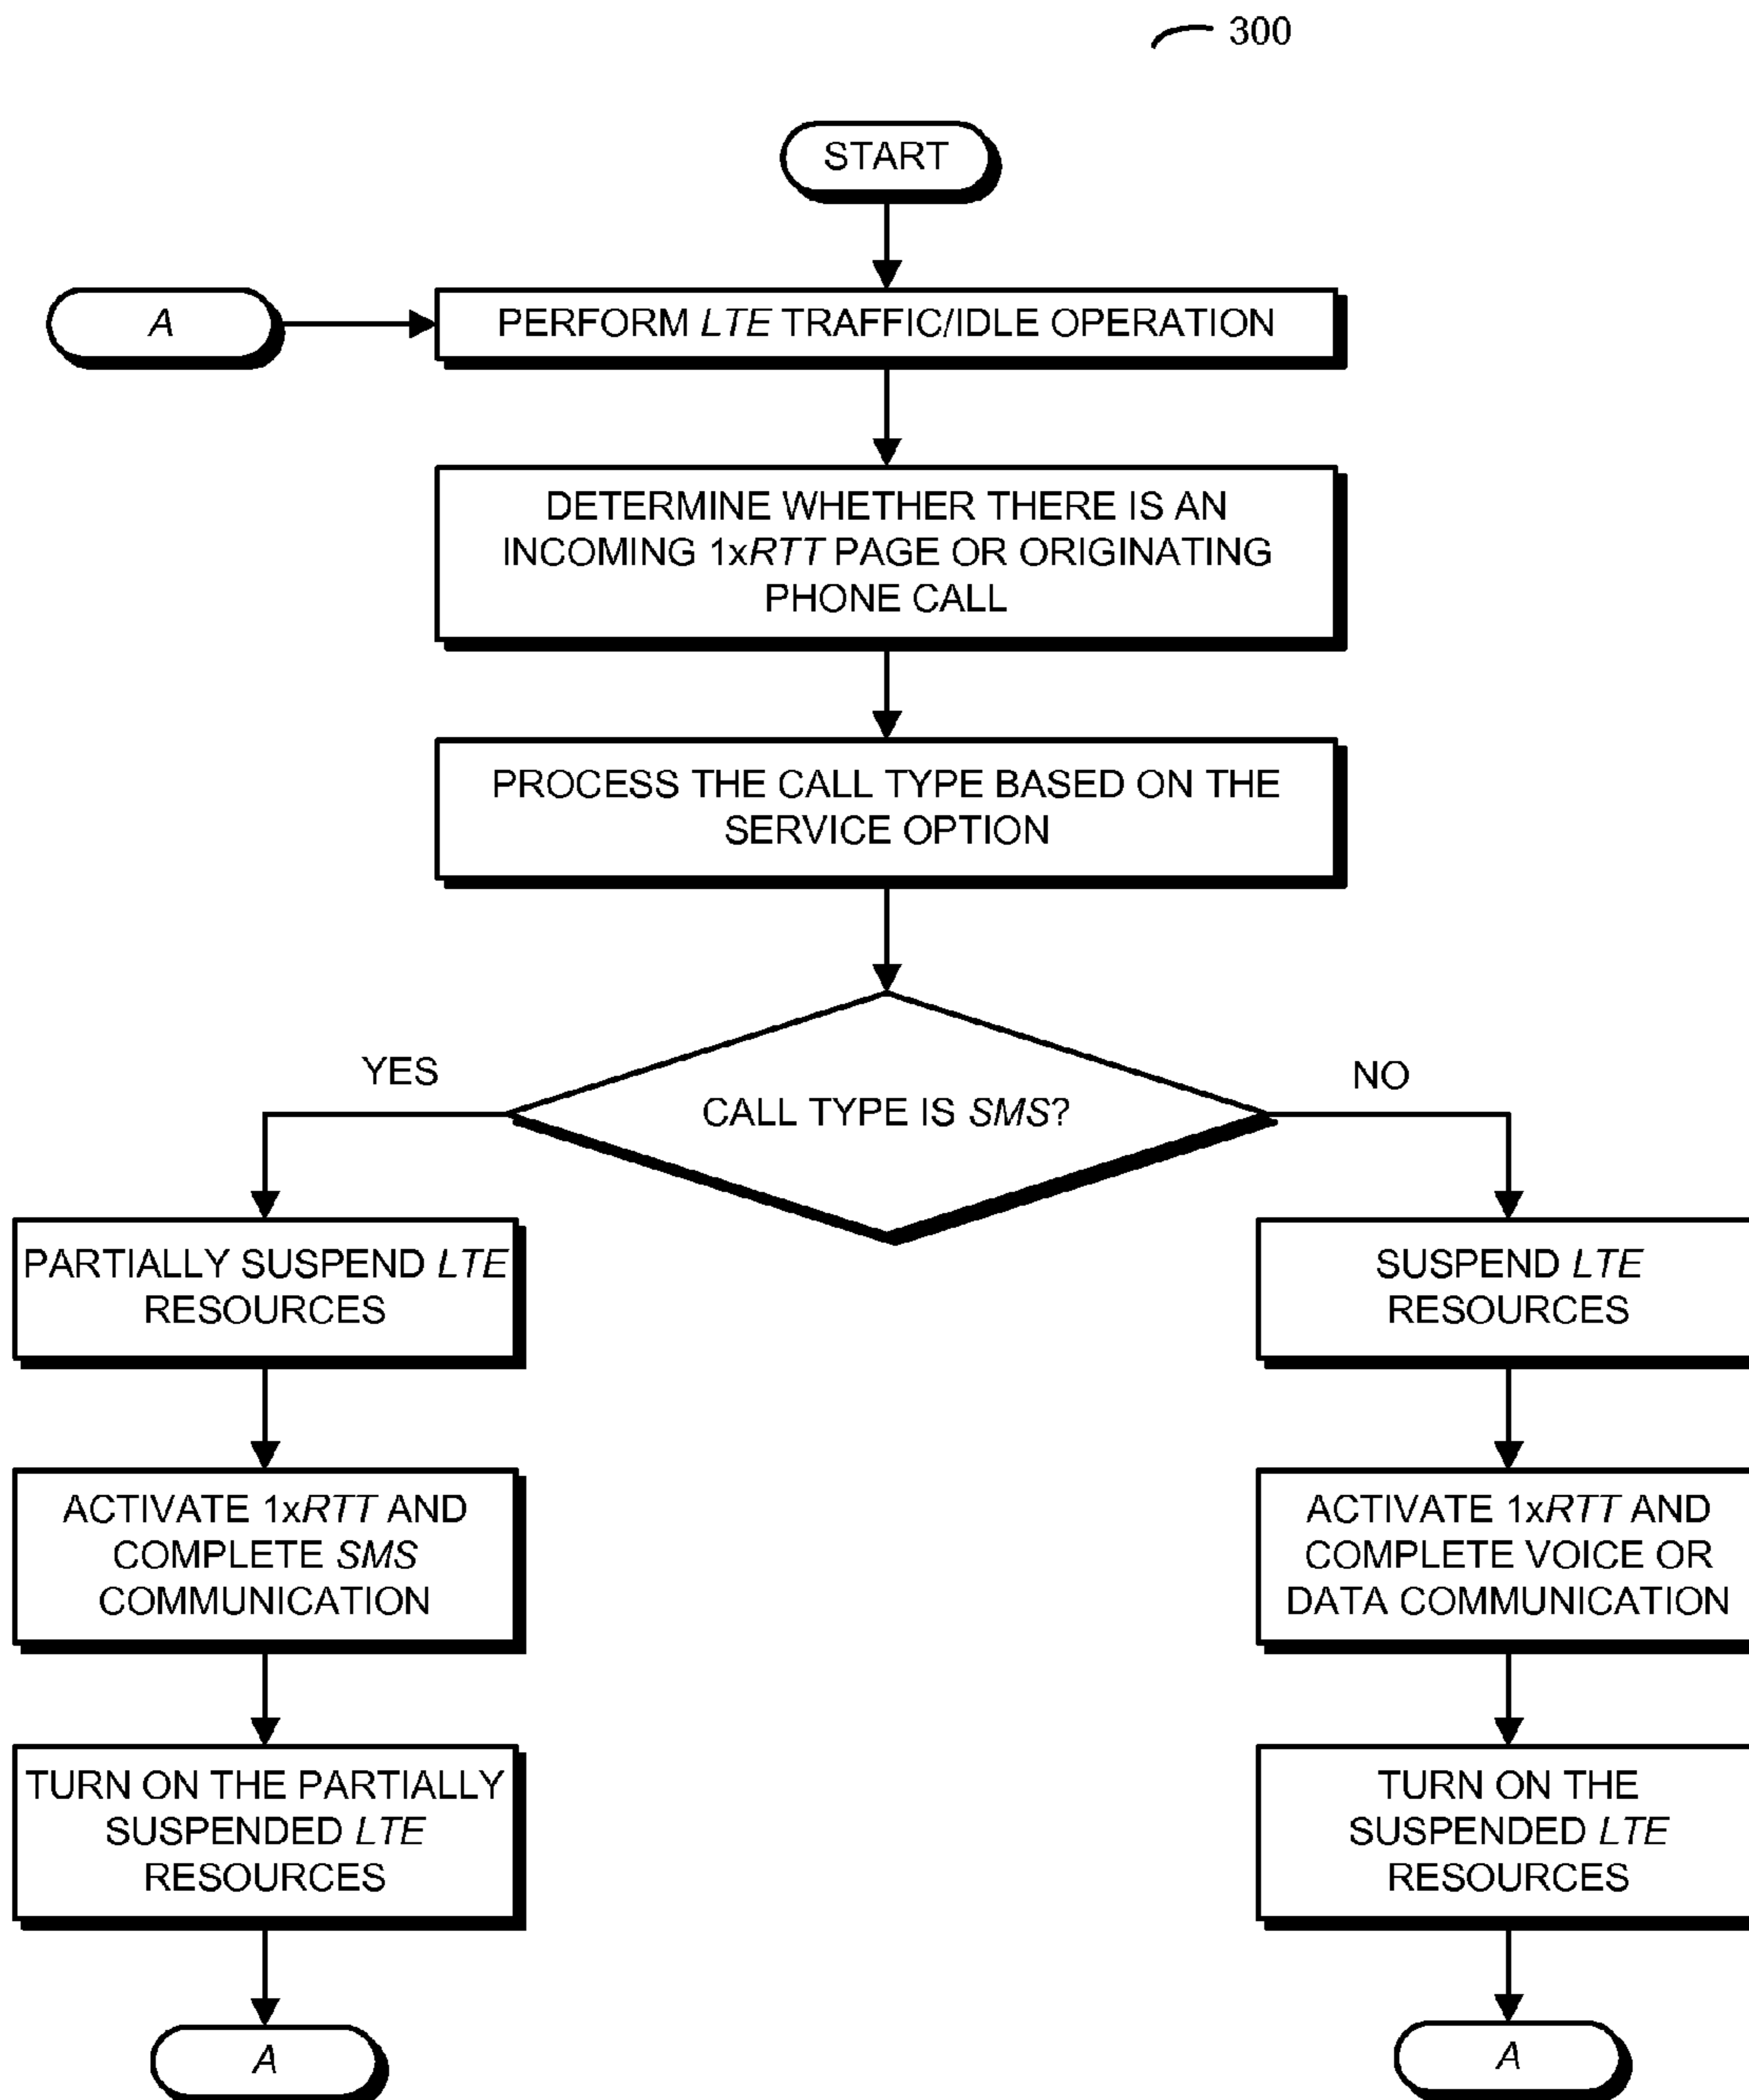 300
START
A
PERFORM LTE TRAFFIC/IDLE OPERATION
DETERMINE WHETHER THERE IS AN
INCOMING 1xRTT PAGE OR ORIGINATING
PHONE CALL
PROCESS THE CALL TYPE BASED ON THE
SERVICE OPTION
CALL TYPE IS SMS?
YES
NO
PARTIALLY SUSPEND LTE
RESOURCES
ACTIVATE 1xRTT AND
COMPLETE SMS
COMMUNICATION
TURN ON THE PARTIALLY
SUSPENDED LTE
RESOURCES
A
SUSPEND LTE
RESOURCES
ACTIVATE 1xRTT AND
COMPLETE VOICE OR
DATA COMMUNICATION
TURN ON THE
SUSPENDED LTE
RESOURCES
A